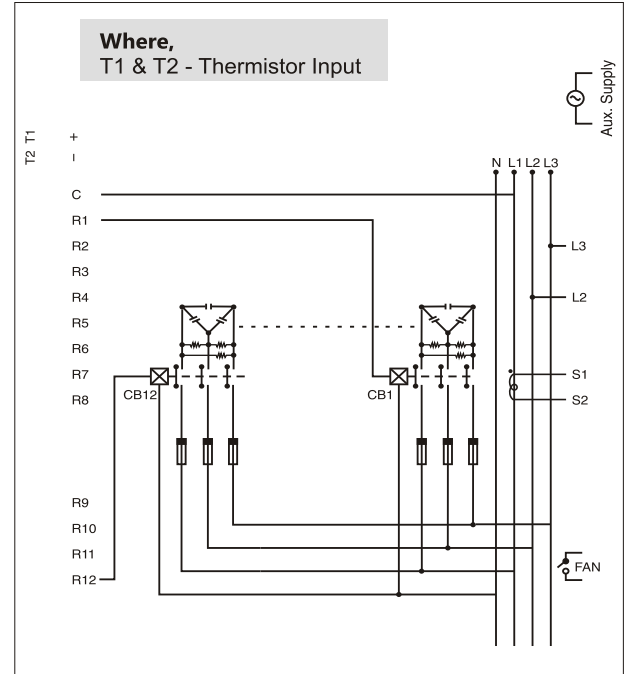 Where,
T1 & T2 - Thermistor Input
Aux. Supply
T2 T1
+
–
N L1 L2 L3
C
R1
R2
L3
R3
R4
L2
R5
R6
R7
S1
CB12
CB1
R8
S2
R9
R10
R11
FAN
R12